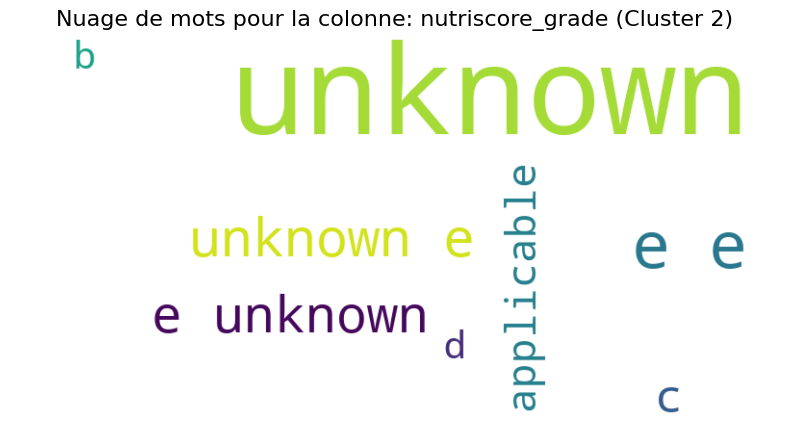 Nuage de mots pour la colonne: nutriscore_grade (Cluster 2)
b
unknown
unknown e
applicable
e e
e unknown
d
c